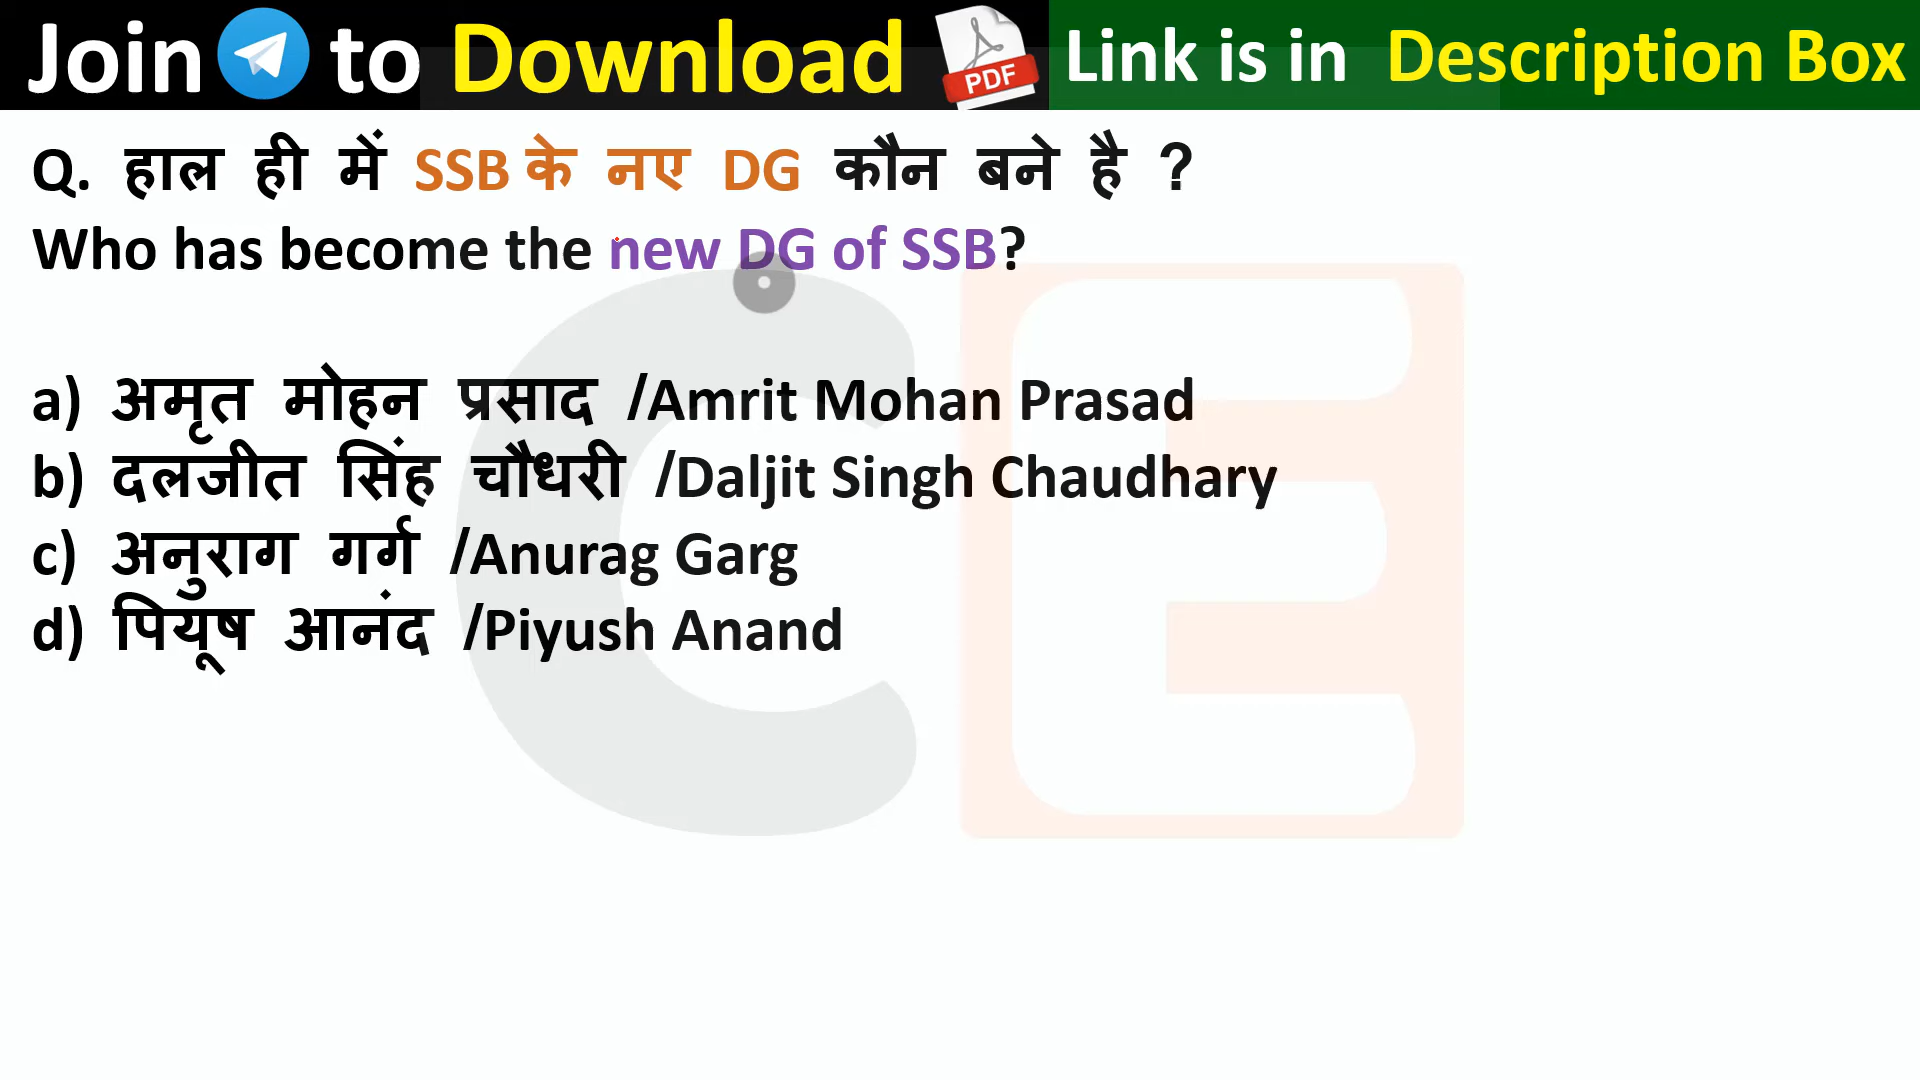 Join to Download PDF Link is in Description Box
Q. हाल ही में SSB के नए DG कौन बने है ?
Who has become the new DG of SSB?
a) अमृत मोहन प्रसाद /Amrit Mohan Prasad
b) दलजीत सिंह चौधरी /Daljit Singh Chaudhary
c) अनुराग गर्ग /Anurag Garg
d) पियूष आनंद /Piyush Anand
CE